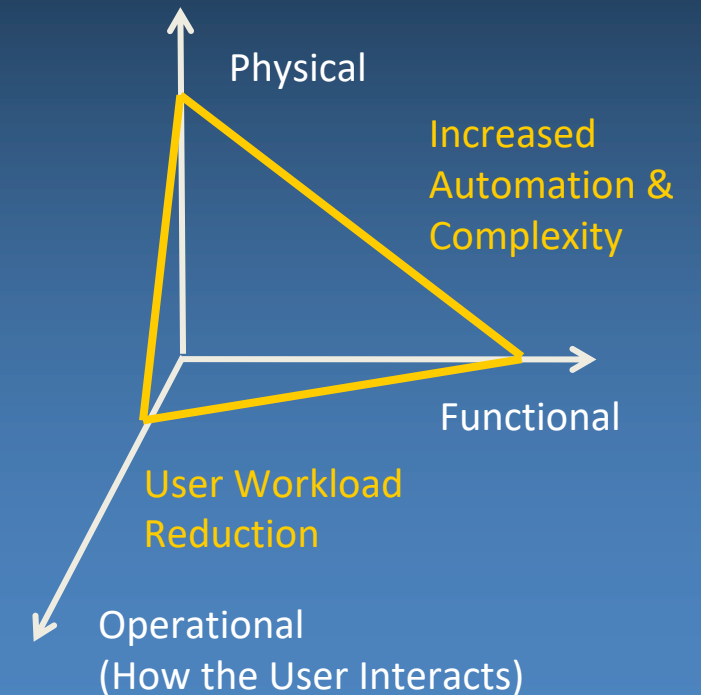 Physical
Increased
Automation &
Complexity
Functional
User Workload
Reduction
Operational
(How the User Interacts)